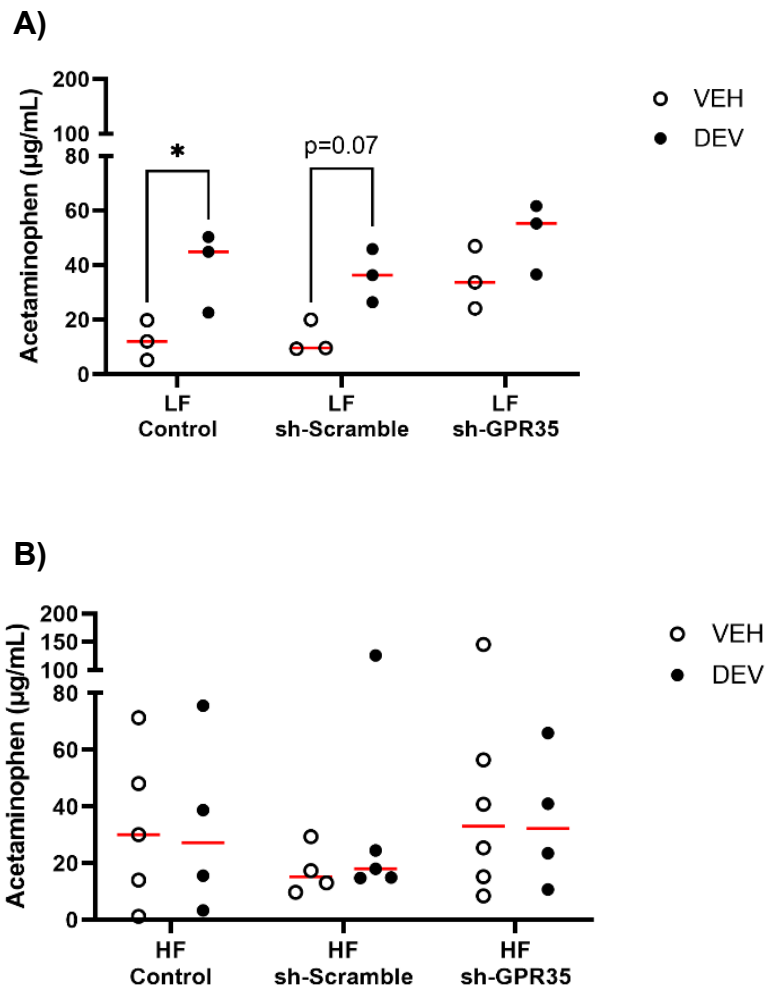 A)
Acetaminophen (µg/mL)
200
100
80
60
40
20
0
*
p=0.07
VEH
DEV
LF
Control
LF
sh-Scramble
LF
sh-GPR35
B)
Acetaminophen (µg/mL)
200
150
100
80
60
40
20
0
VEH
DEV
HF
Control
HF
sh-Scramble
HF
sh-GPR35